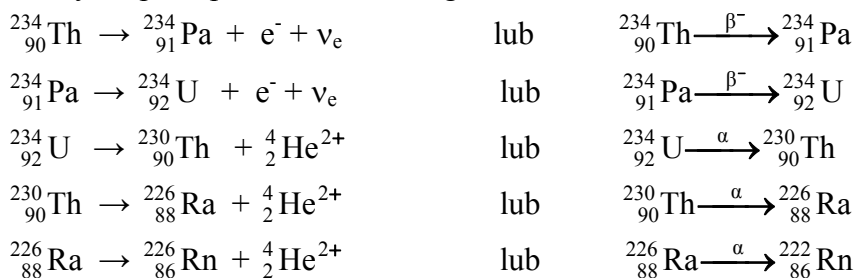 ²³⁴₉₀Th → ²³⁴₉₁Pa + e⁻ + νₑ lub ²³⁴₉₀Th —β⁻→ ²³⁴₉₁Pa
²³⁴₉₁Pa → ²³⁴₉₂U + e⁻ + νₑ lub ²³⁴₉₁Pa —β⁻→ ²³⁴₉₂U
²³⁴₉₂U → ²³⁰₉₀Th + ⁴₂He²⁺ lub ²³⁴₉₂U —α→ ²³⁰₉₀Th
²³⁰₉₀Th → ²²⁶₈₈Ra + ⁴₂He²⁺ lub ²³⁰₉₀Th —α→ ²²⁶₈₈Ra
²²⁶₈₈Ra → ²²⁶₈₆Rn + ⁴₂He²⁺ lub ²²⁶₈₈Ra —α→ ²²²₈₆Rn